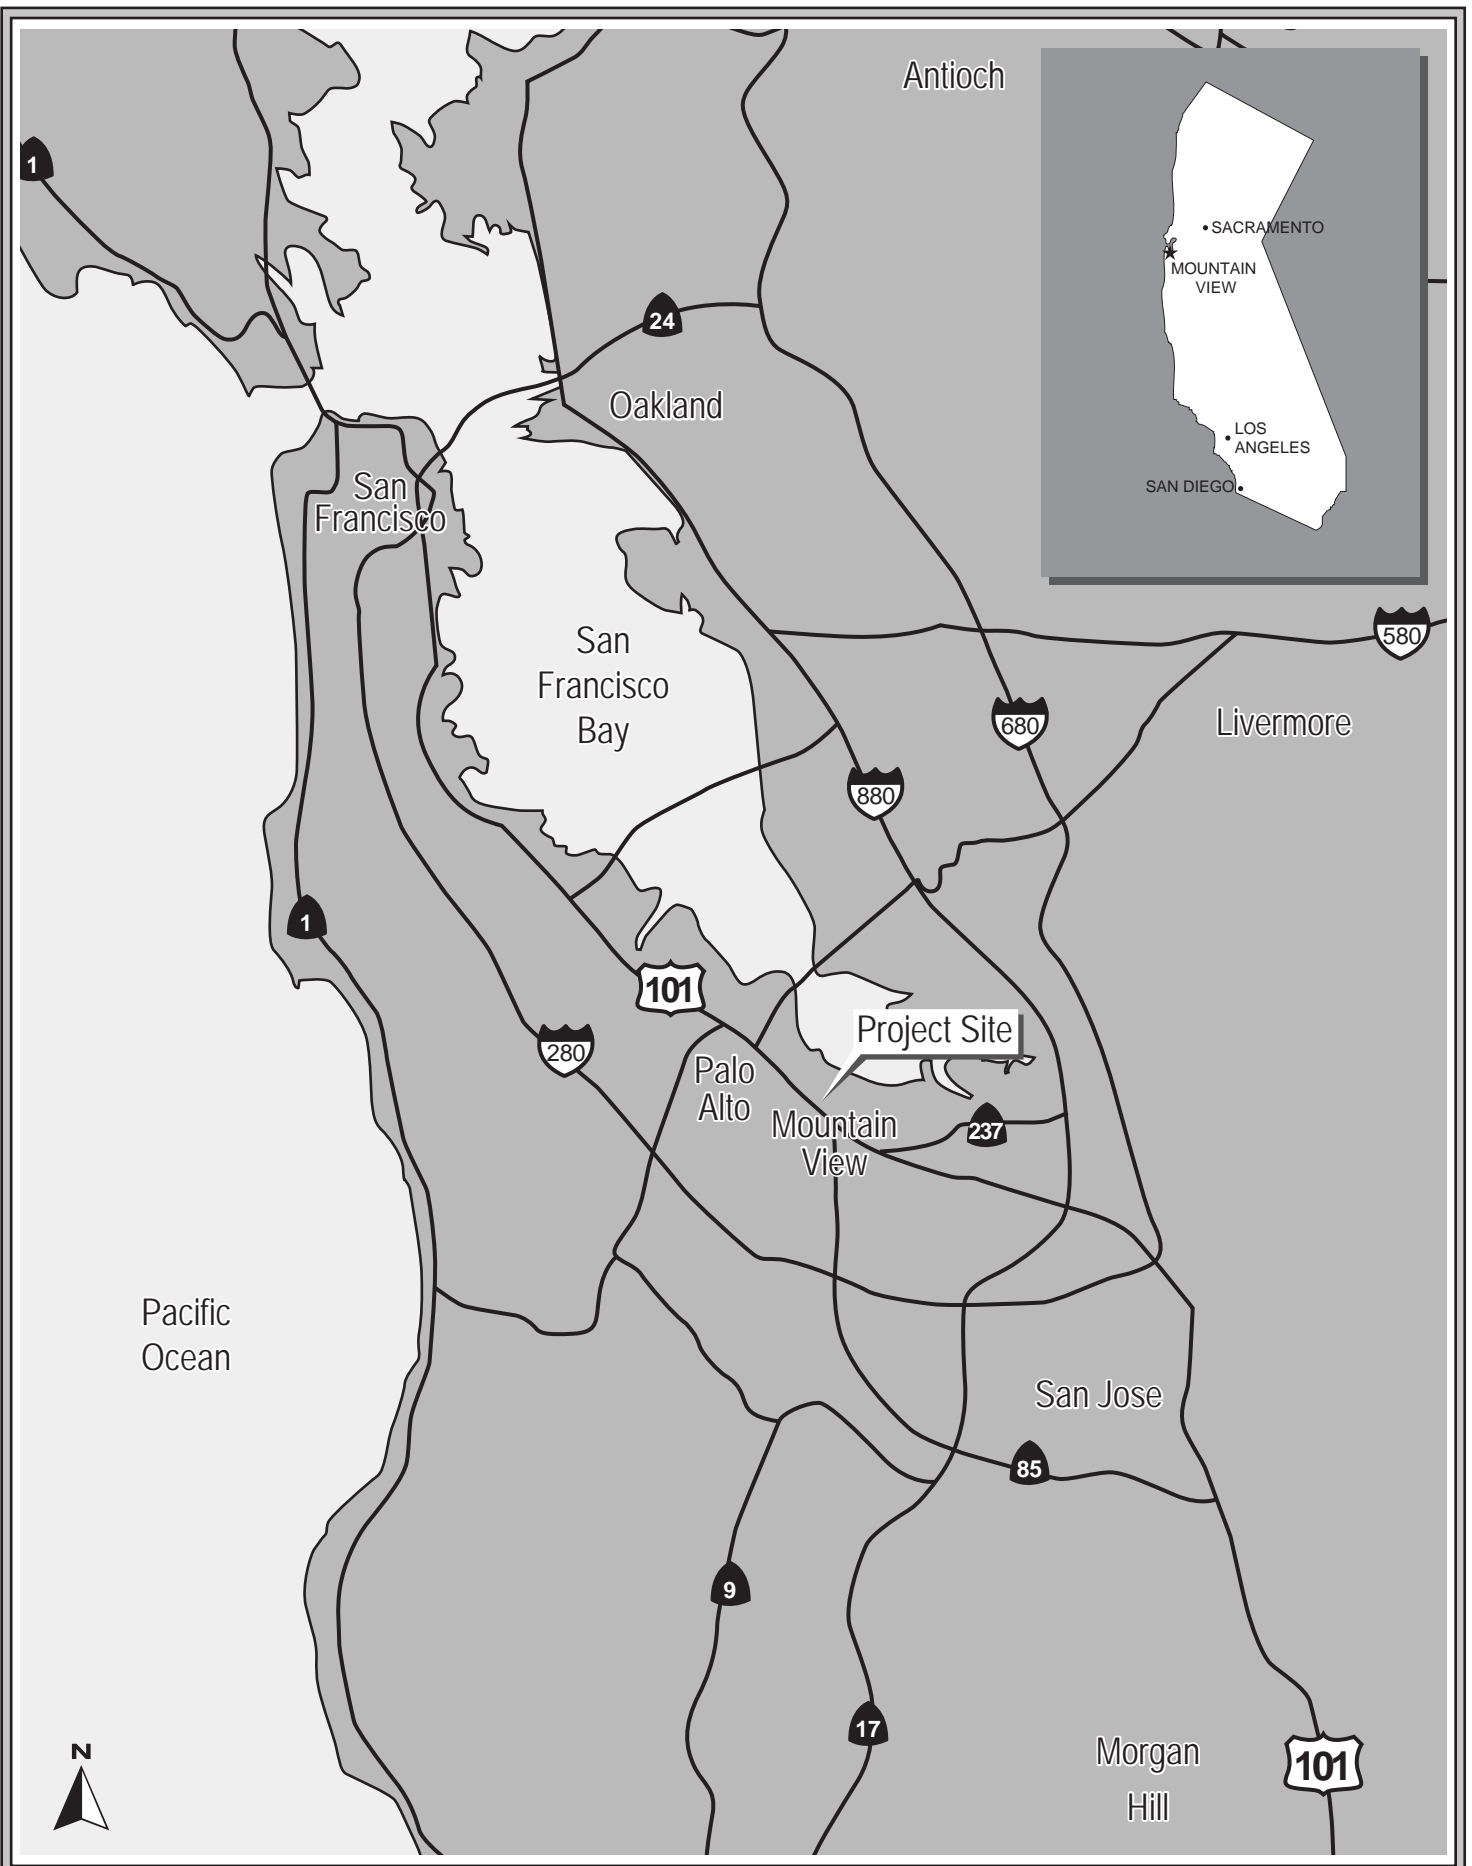 Antioch
1
SACRAMENTO
MOUNTAIN
VIEW
24
Oakland
LOS
ANGELES
SAN DIEGO
San
Francisco
580
San
Francisco
Bay
680
Livermore
880
1
101
Project Site
280
Palo
Alto
Mountain
View
237
Pacific
Ocean
San Jose
85
9
17
Morgan
Hill
101
N